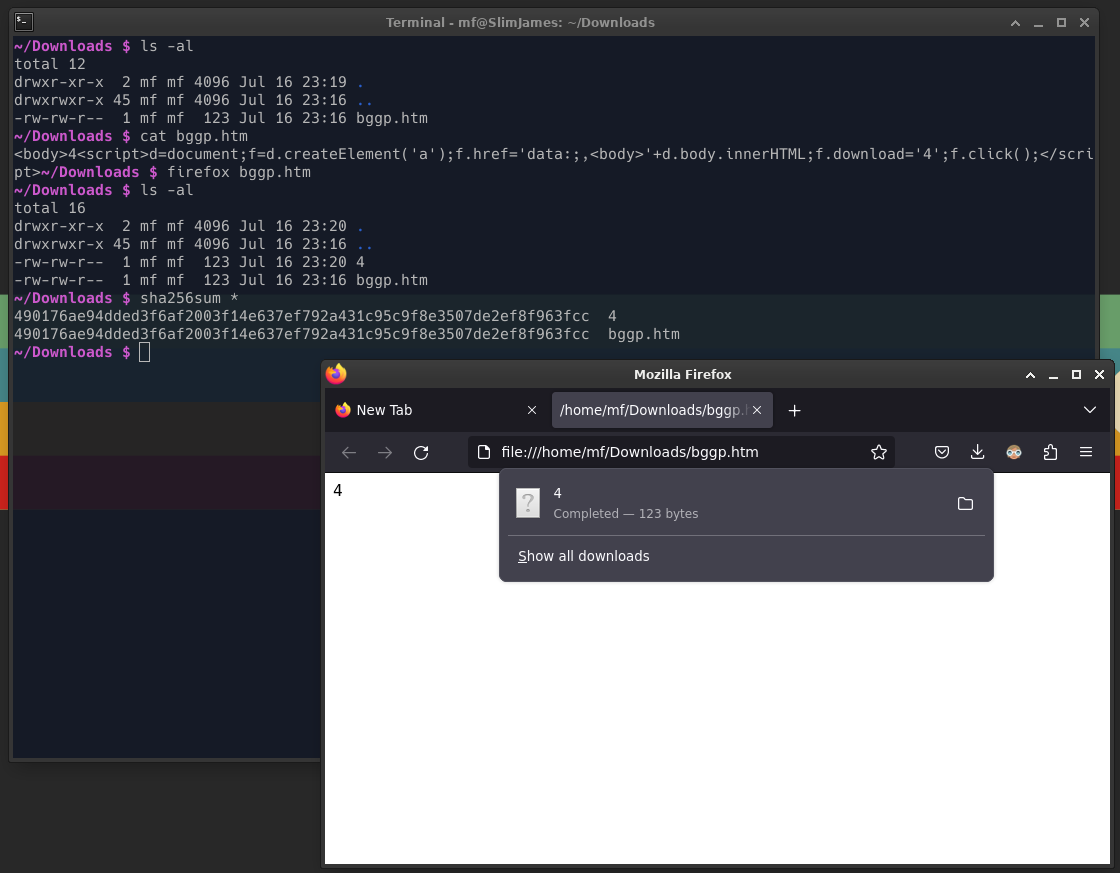 Terminal - mf@SlimJames: ~/Downloads
~/Downloads $ ls -al
total 12
drwxr-xr-x  2 mf mf 4096 Jul 16 23:19 .
drwxrwxr-x 45 mf mf 4096 Jul 16 23:16 ..
-rw-rw-r--  1 mf mf  123 Jul 16 23:16 bggp.htm
~/Downloads $ cat bggp.htm
<body>4<script>d=document;f=d.createElement('a');f.href='data:;,<body>'+d.body.innerHTML;f.download='4';f.click();</scri
pt>~/Downloads $ firefox bggp.htm
~/Downloads $ ls -al
total 16
drwxr-xr-x  2 mf mf 4096 Jul 16 23:20 .
drwxrwxr-x 45 mf mf 4096 Jul 16 23:16 ..
-rw-rw-r--  1 mf mf  123 Jul 16 23:20 4
-rw-rw-r--  1 mf mf  123 Jul 16 23:16 bggp.htm
~/Downloads $ sha256sum *
490176ae94dded3f6af2003f14e637ef792a431c95c9f8e3507de2ef8f963fcc  4
490176ae94dded3f6af2003f14e637ef792a431c95c9f8e3507de2ef8f963fcc  bggp.htm
~/Downloads $
Mozilla Firefox
New Tab
/home/mf/Downloads/bggp.
file:///home/mf/Downloads/bggp.htm
4
4
Completed — 123 bytes
Show all downloads